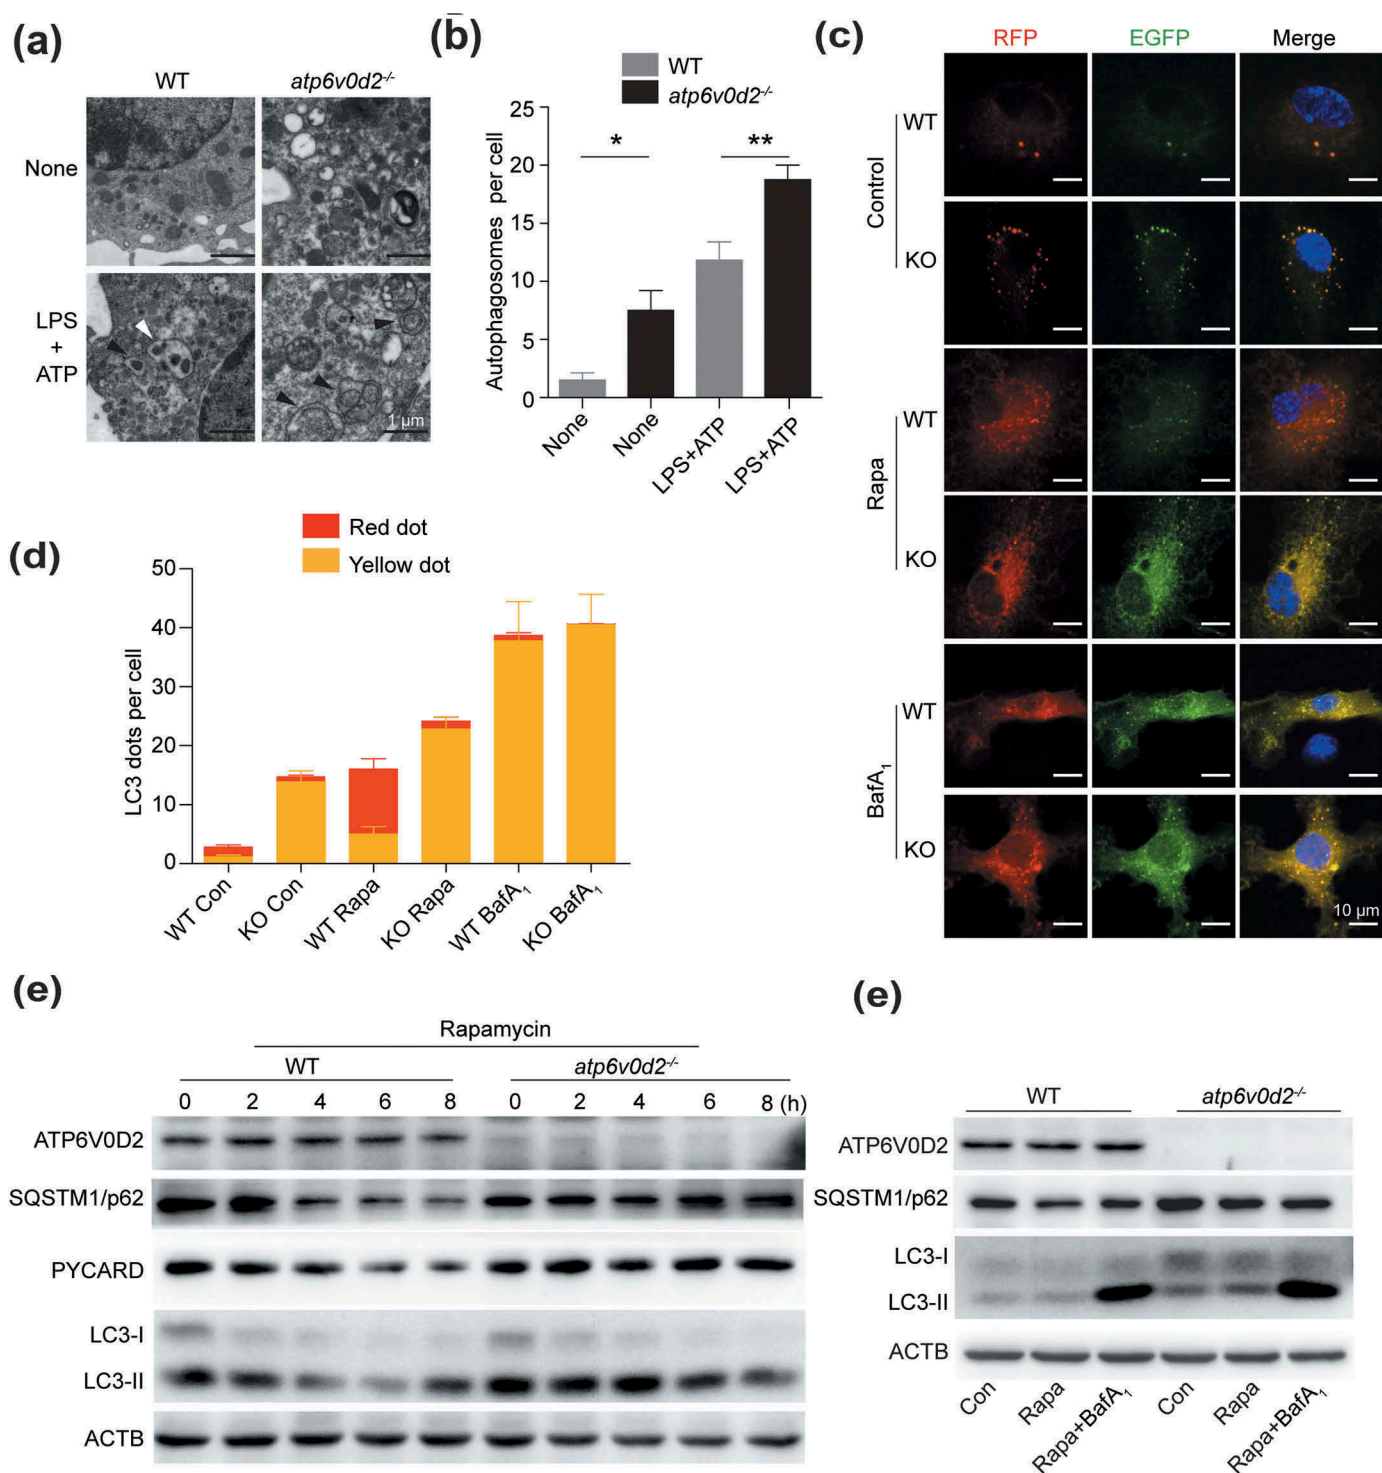 (a)
WT
atp6v0d2-/-
None
LPS
+
ATP
1 µm
(b)
WT
atp6v0d2-/-
Autophagosomes per cell
25
20
15
10
5
0
*
**
None
None
LPS+ATP
LPS+ATP
(c)
RFP
EGFP
Merge
Control
WT
KO
Rapa
WT
KO
BafA1
WT
KO
10 µm
(d)
Red dot
Yellow dot
LC3 dots per cell
50
40
30
20
10
0
WT Con
KO Con
WT Rapa
KO Rapa
WT BafA1
KO BafA1
(e)
Rapamycin
WT
atp6v0d2-/-
0 2 4 6 8 0 2 4 6 8 (h)
ATP6V0D2
SQSTM1/p62
PYCARD
LC3-I
LC3-II
ACTB
(e)
WT
atp6v0d2-/-
ATP6V0D2
SQSTM1/p62
LC3-I
LC3-II
ACTB
Con
Rapa
Rapa+BafA1
Con
Rapa
Rapa+BafA1